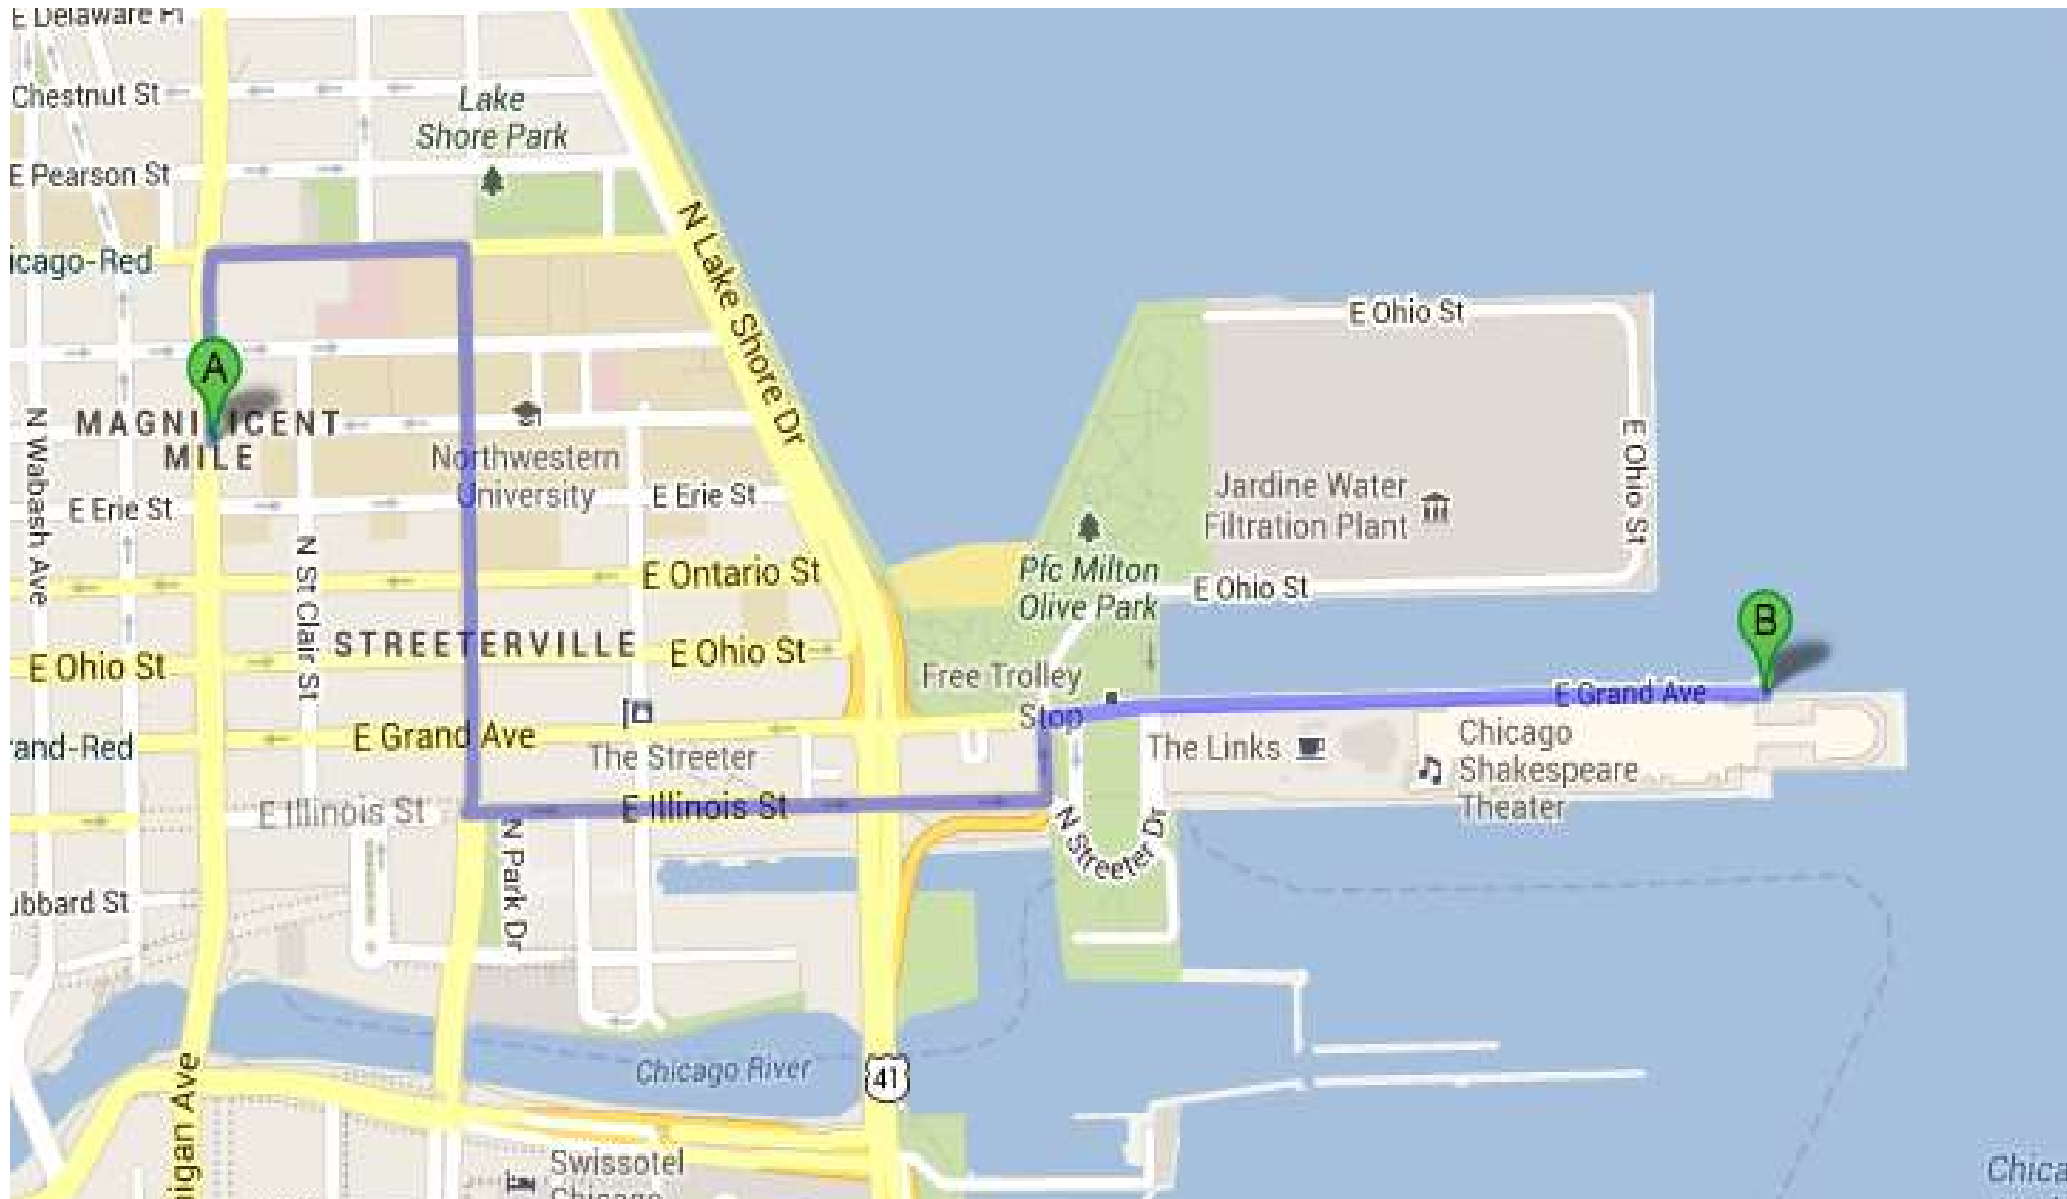 E Delaware Pl
Chestnut St
Lake
Shore Park
E Pearson St
icago-Red
N Lake Shore Dr
E Ohio St
A
MAGNIFICENT
MILE
N Wabash Ave
Northwestern
University
E Ohio St
Jardine Water
Filtration Plant
E Erie St
E Erie St
N St Clair St
E Ontario St
Pfc Milton
Olive Park
E Ohio St
B
STREETERVILLE
E Ohio St
E Ohio St
Free Trolley
Stop
E Grand Ave
E Grand Ave
rand-Red
The Streeter
The Links
Chicago
Shakespeare
Theater
E Illinois St
E Illinois St
N Streeter Dr
N Park Dr
ubbard St
Chicago River
41
igan Ave
Swissotel
Chicago
Chica